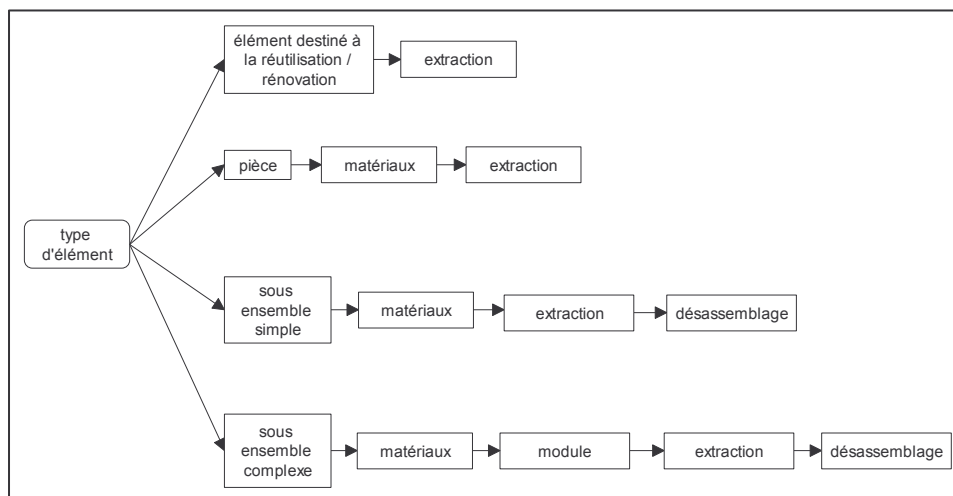 élément destiné à
la réutilisation /
rénovation
extraction
pièce
matériaux
extraction
type
d'élément
sous
ensemble
simple
matériaux
extraction
désassemblage
sous
ensemble
complexe
matériaux
module
extraction
désassemblage